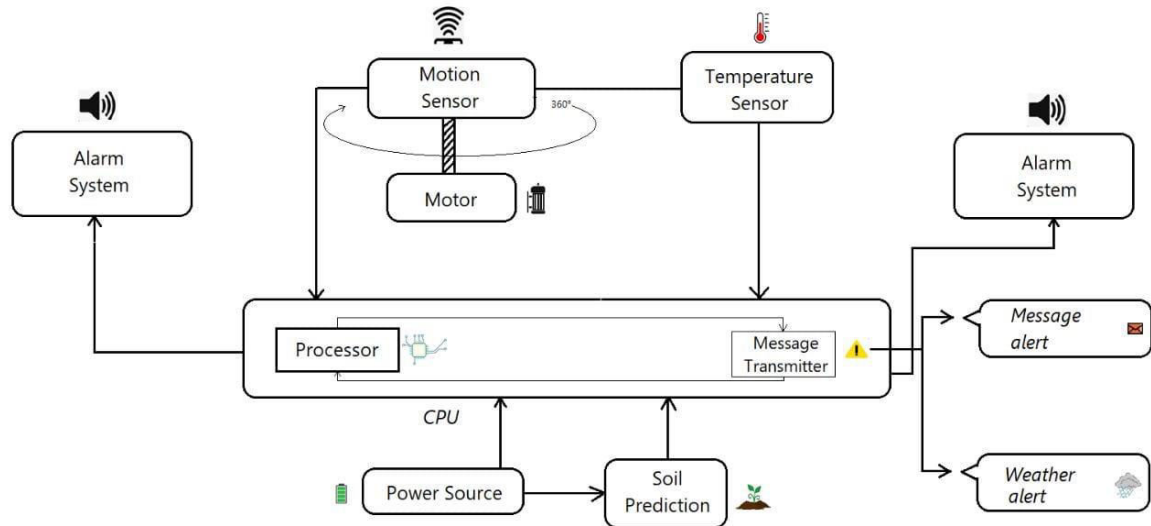 Motion
Sensor
Temperature
Sensor
360°
Alarm
System
Alarm
System
Motor
Processor
Message
Transmitter
Message
alert
CPU
Power Source
Soil
Prediction
Weather
alert